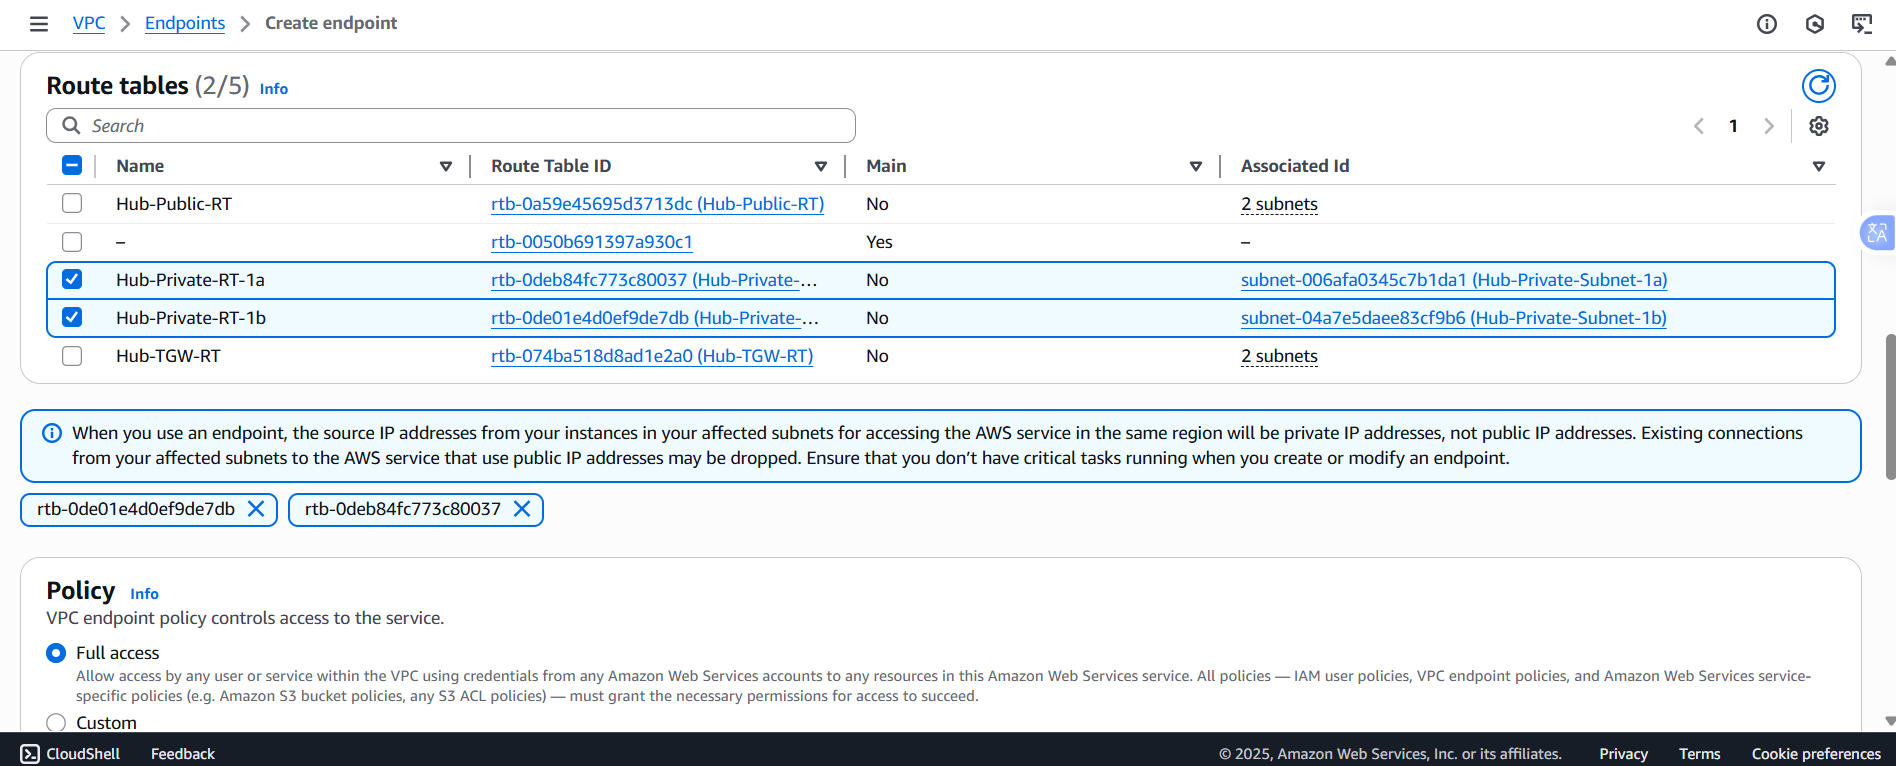 VPC > Endpoints > Create endpoint
Route tables (2/5) Info
Search
1
Name Route Table ID Main Associated Id
Hub-Public-RT rtb-0a59e45695d3713dc (Hub-Public-RT) No 2 subnets
– rtb-0050b691397a930c1 Yes –
Hub-Private-RT-1a rtb-0deb84fc773c80037 (Hub-Private-... No subnet-006afa0345c7b1da1 (Hub-Private-Subnet-1a)
Hub-Private-RT-1b rtb-0de01e4d0ef9de7db (Hub-Private-... No subnet-04a7e5daee83cf9b6 (Hub-Private-Subnet-1b)
Hub-TGW-RT rtb-074ba518d8ad1e2a0 (Hub-TGW-RT) No 2 subnets
When you use an endpoint, the source IP addresses from your instances in your affected subnets for accessing the AWS service in the same region will be private IP addresses, not public IP addresses. Existing connections
from your affected subnets to the AWS service that use public IP addresses may be dropped. Ensure that you don’t have critical tasks running when you create or modify an endpoint.
rtb-0de01e4d0ef9de7db rtb-0deb84fc773c80037
Policy Info
VPC endpoint policy controls access to the service.
Full access
Allow access by any user or service within the VPC using credentials from any Amazon Web Services accounts to any resources in this Amazon Web Services service. All policies — IAM user policies, VPC endpoint policies, and Amazon Web Services service-
specific policies (e.g. Amazon S3 bucket policies, any S3 ACL policies) — must grant the necessary permissions for access to succeed.
Custom
CloudShell Feedback © 2025, Amazon Web Services, Inc. or its affiliates. Privacy Terms Cookie preferences